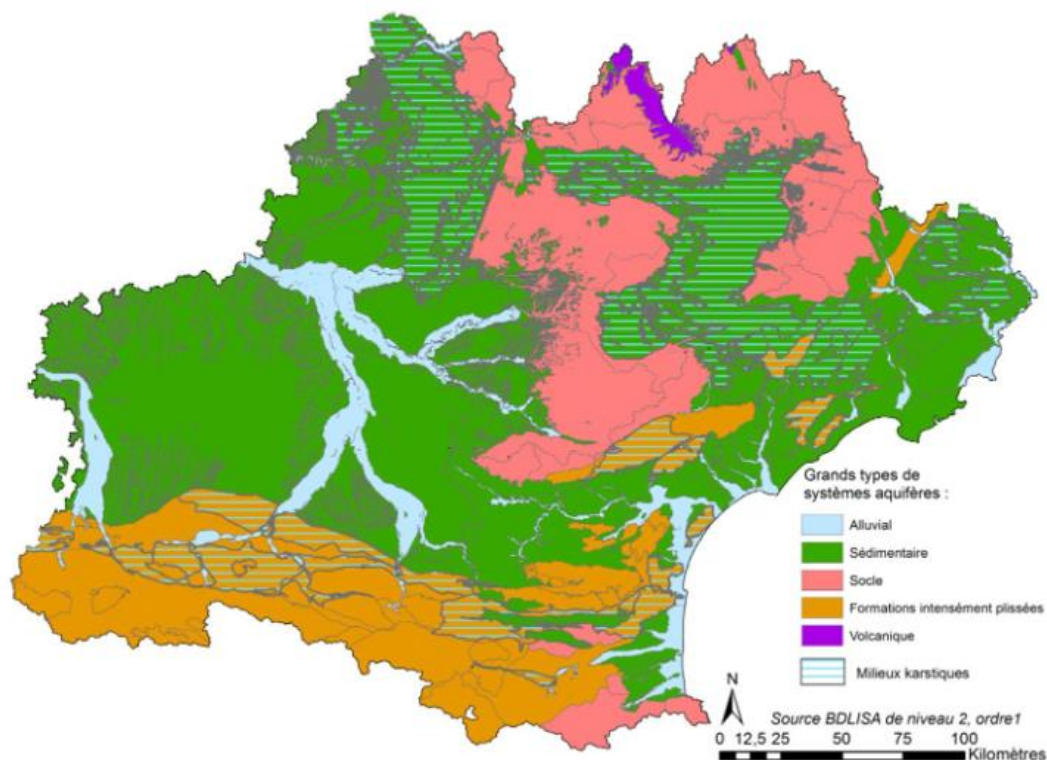 Grands types de
systèmes aquifères :
Alluvial
Sédimentaire
Socle
Formations intensément plissées
Volcanique
Milieux karstiques
N
Source BDLISA de niveau 2, ordre1
0 12,5 25 50 75 100
Kilomètres